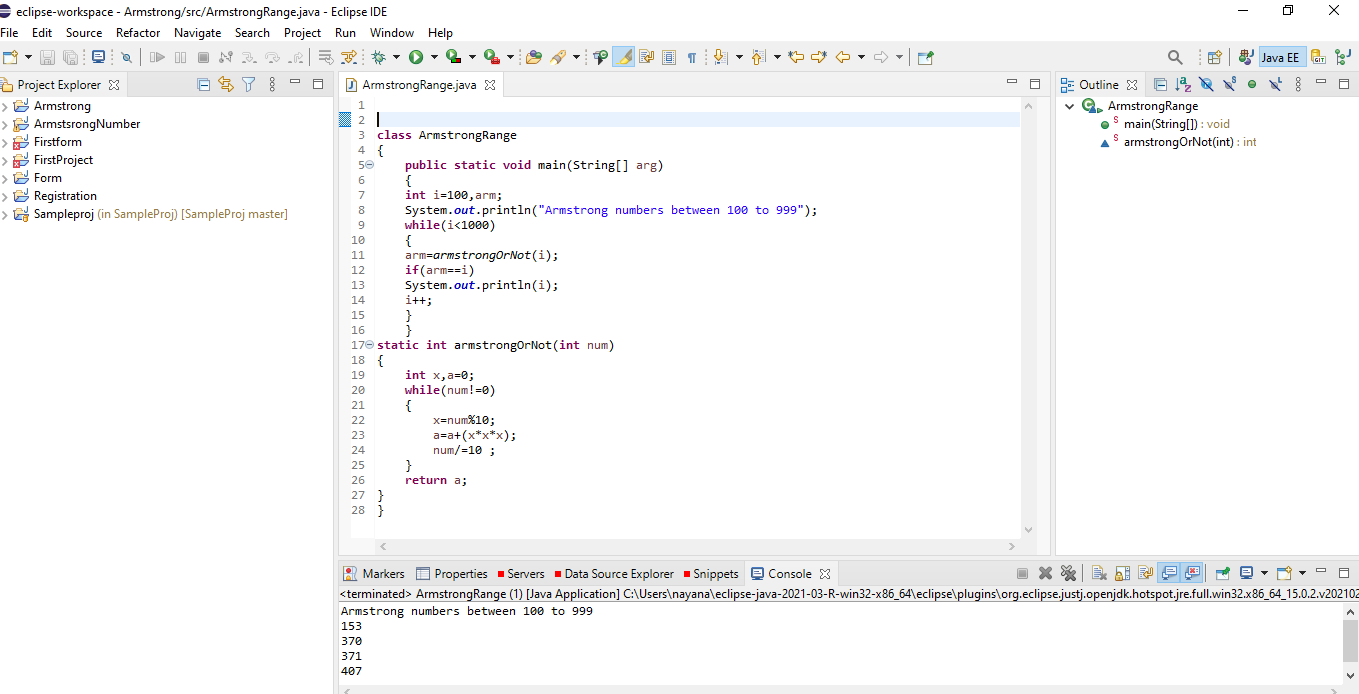 eclipse-workspace - Armstrong/src/ArmstrongRange.java - Eclipse IDE
File Edit Source Refactor Navigate Search Project Run Window Help
Java EE
Project Explorer
Armstrong
ArmstsrongNumber
Firstform
FirstProject
Form
Registration
Sampleproj (in SampleProj) [SampleProj master]
ArmstrongRange.java
1
2
3 class ArmstrongRange
4 {
5 public static void main(String[] arg)
6 {
7 int i=100,arm;
8 System.out.println("Armstrong numbers between 100 to 999");
9 while(i<1000)
10 {
11 arm=armstrongOrNot(i);
12 if(arm==i)
13 System.out.println(i);
14 i++;
15 }
16 }
17 static int armstrongOrNot(int num)
18 {
19 int x,a=0;
20 while(num!=0)
21 {
22 x=num%10;
23 a=a+(x*x*x);
24 num/=10 ;
25 }
26 return a;
27 }
28 }
Outline
ArmstrongRange
main(String[]) : void
armstrongOrNot(int) : int
Markers Properties Servers Data Source Explorer Snippets Console
<terminated> ArmstrongRange (1) [Java Application] C:\Users\nayana\eclipse-java-2021-03-R-win32-x86_64\eclipse\plugins\org.eclipse.justj.openjdk.hotspot.jre.full.win32.x86_64_15.0.2.v202102
Armstrong numbers between 100 to 999
153
370
371
407